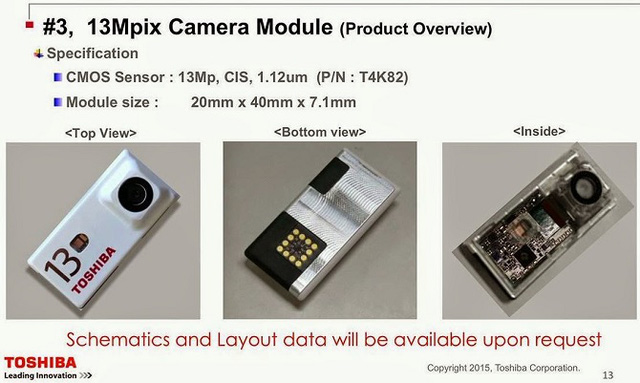 #3, 13Mpix Camera Module (Product Overview)
Specification
CMOS Sensor : 13Mp, CIS, 1.12um (P/N : T4K82)
Module size : 20mm x 40mm x 7.1mm
<Top View> <Bottom view> <Inside>
13
TOSHIBA
Schematics and Layout data will be available upon request
TOSHIBA
Leading Innovation >>>
Copyright 2015, Toshiba Corporation.
13